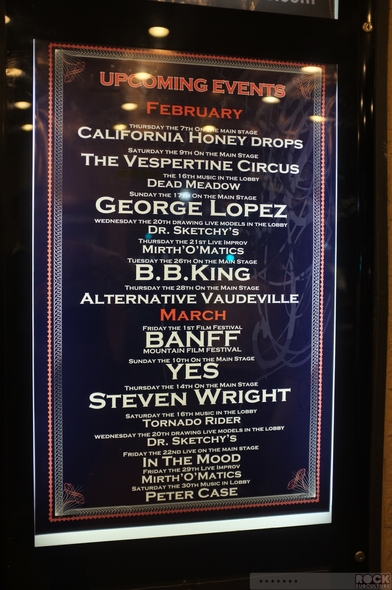 UPCOMING EVENTS
FEBRUARY
THURSDAY THE 7TH ON THE MAIN STAGE
CALIFORNIA HONEY DROPS
SATURDAY THE 9TH ON THE MAIN STAGE
THE VESPERTINE CIRCUS
THE 16TH MUSIC IN THE LOBBY
DEAD MEADOW
SUNDAY THE 17TH ON THE MAIN STAGE
GEORGE LOPEZ
WEDNESDAY THE 20TH DRAWING LIVE MODELS IN THE LOBBY
DR. SKETCHY'S
THURSDAY THE 21ST LIVE IMPROV
MIRTH'O'MATICS
TUESDAY THE 26TH ON THE MAIN STAGE
B.B.KING
THURSDAY THE 28TH ON THE MAIN STAGE
ALTERNATIVE VAUDEVILLE
MARCH
FRIDAY THE 1ST FILM FESTIVAL
BANFF
MOUNTAIN FILM FESTIVAL
SUNDAY THE 10TH ON THE MAIN STAGE
YES
THURSDAY THE 14TH ON THE MAIN STAGE
STEVEN WRIGHT
SATURDAY THE 16TH MUSIC IN THE LOBBY
TORNADO RIDER
WEDNESDAY THE 20TH DRAWING LIVE MODELS IN THE LOBBY
DR. SKETCHY'S
FRIDAY THE 22ND LIVE ON THE MAIN STAGE
IN THE MOOD
FRIDAY THE 29TH LIVE IMPROV
MIRTH'O'MATICS
SATURDAY THE 30TH MUSIC IN LOBBY
PETER CASE
ROCK
SUBCULTURE